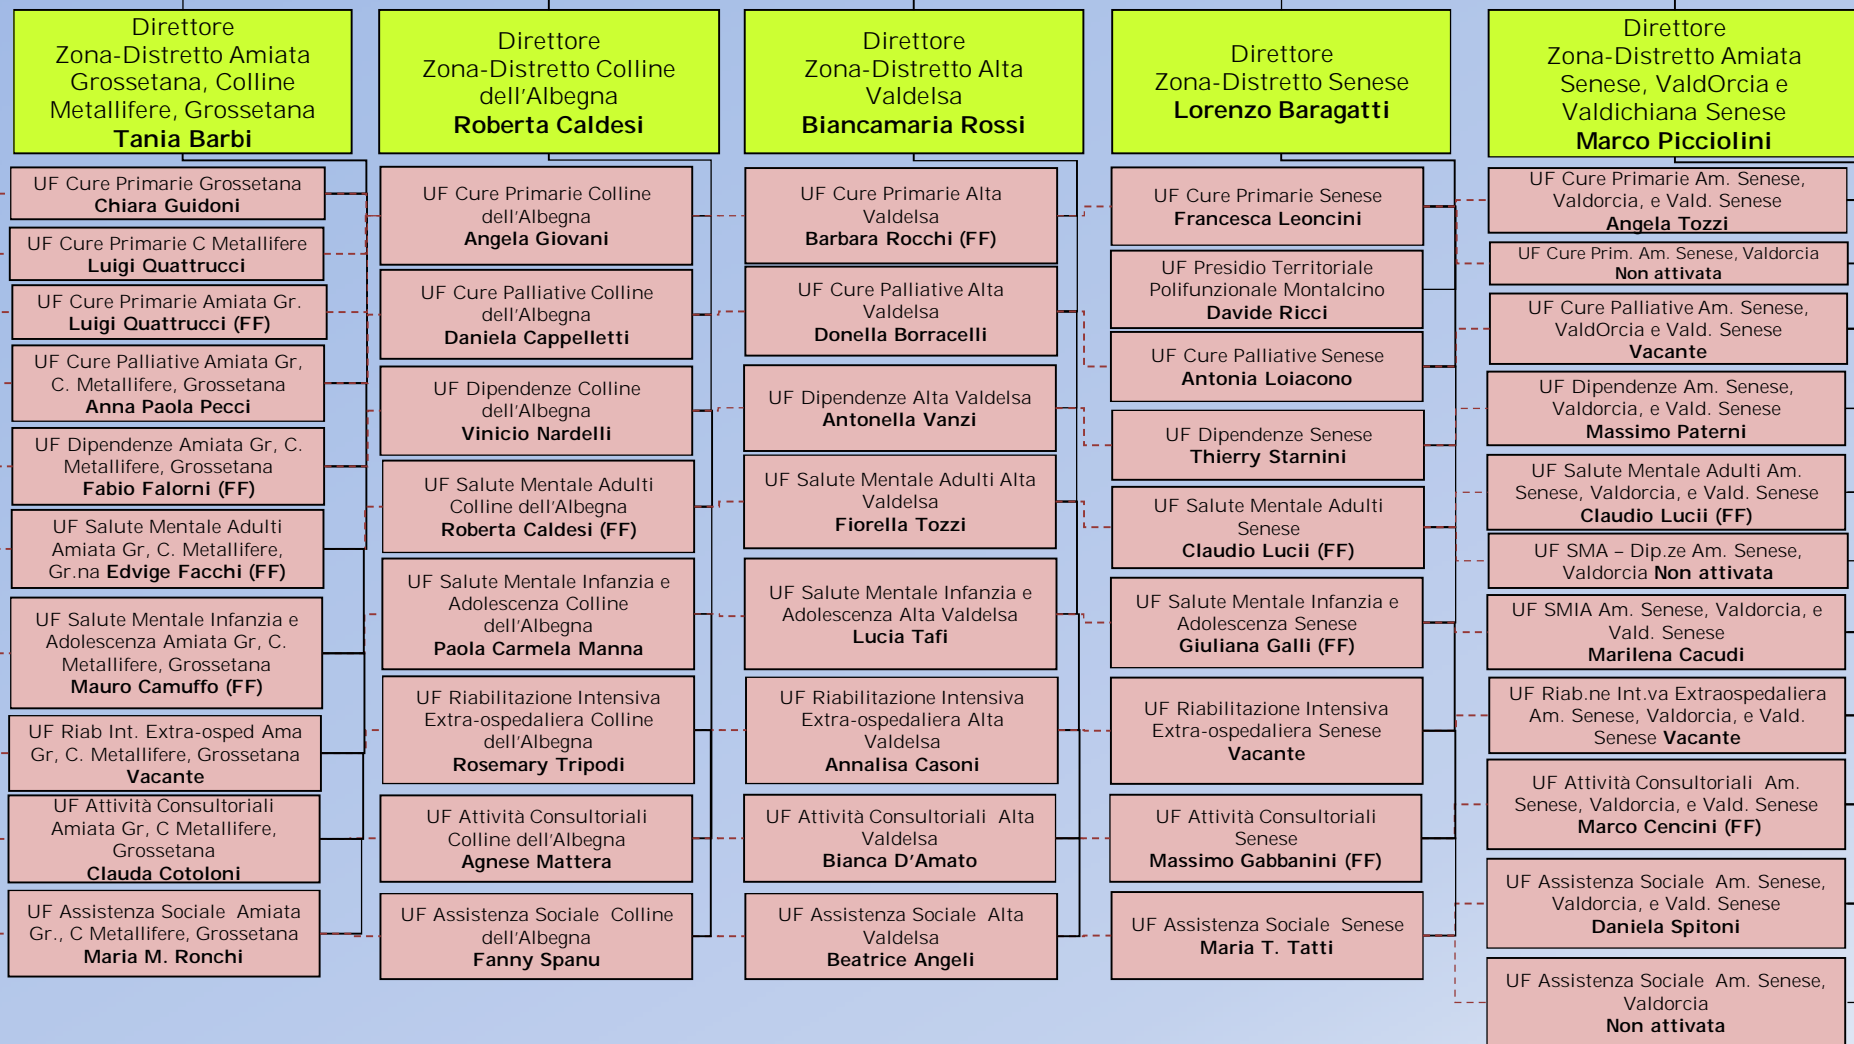 Direttore
Zona-Distretto Amiata
Grossetana, Colline
Metallifere, Grossetana
Tania Barbi
UF Cure Primarie Grossetana
Chiara Guidoni
UF Cure Primarie C Metallifere
Luigi Quattrucci
UF Cure Primarie Amiata Gr.
Luigi Quattrucci (FF)
UF Cure Palliative Amiata Gr,
C. Metallifere, Grossetana
Anna Paola Pecci
UF Dipendenze Amiata Gr, C.
Metallifere, Grossetana
Fabio Falorni (FF)
UF Salute Mentale Adulti
Amiata Gr, C. Metallifere,
Gr.na Edvige Facchi (FF)
UF Salute Mentale Infanzia e
Adolescenza Amiata Gr, C.
Metallifere, Grossetana
Mauro Camuffo (FF)
UF Riab Int. Extra-osped Ama
Gr, C. Metallifere, Grossetana
Vacante
UF Attività Consultoriali
Amiata Gr, C Metallifere,
Grossetana
Clauda Cotoloni
UF Assistenza Sociale Amiata
Gr., C Metallifere, Grossetana
Maria M. Ronchi
Direttore
Zona-Distretto Colline
dell'Albegna
Roberta Caldesi
UF Cure Primarie Colline
dell'Albegna
Angela Giovani
UF Cure Palliative Colline
dell'Albegna
Daniela Cappelletti
UF Dipendenze Colline
dell'Albegna
Vinicio Nardelli
UF Salute Mentale Adulti
Colline dell'Albegna
Roberta Caldesi (FF)
UF Salute Mentale Infanzia e
Adolescenza Colline
dell'Albegna
Paola Carmela Manna
UF Riabilitazione Intensiva
Extra-ospedaliera Colline
dell'Albegna
Rosemary Tripodi
UF Attività Consultoriali
Colline dell'Albegna
Agnese Mattera
UF Assistenza Sociale Colline
dell'Albegna
Fanny Spanu
Direttore
Zona-Distretto Alta
Valdelsa
Biancamaria Rossi
UF Cure Primarie Alta
Valdelsa
Barbara Rocchi (FF)
UF Cure Palliative Alta
Valdelsa
Donella Borracelli
UF Dipendenze Alta Valdelsa
Antonella Vanzi
UF Salute Mentale Adulti Alta
Valdelsa
Fiorella Tozzi
UF Salute Mentale Infanzia e
Adolescenza Alta Valdelsa
Lucia Tafi
UF Riabilitazione Intensiva
Extra-ospedaliera Alta
Valdelsa
Annalisa Casoni
UF Attività Consultoriali Alta
Valdelsa
Bianca D'Amato
UF Assistenza Sociale Alta
Valdelsa
Beatrice Angeli
Direttore
Zona-Distretto Senese
Lorenzo Baragatti
UF Cure Primarie Senese
Francesca Leoncini
UF Presidio Territoriale
Polifunzionale Montalcino
Davide Ricci
UF Cure Palliative Senese
Antonia Loiacono
UF Dipendenze Senese
Thierry Starnini
UF Salute Mentale Adulti
Senese
Claudio Lucii (FF)
UF Salute Mentale Infanzia e
Adolescenza Senese
Giuliana Galli (FF)
UF Riabilitazione Intensiva
Extra-ospedaliera Senese
Vacante
UF Attività Consultoriali
Senese
Massimo Gabbanini (FF)
UF Assistenza Sociale Senese
Maria T. Tatti
Direttore
Zona-Distretto Amiata
Senese, ValdOrcia e
Valdichiana Senese
Marco Picciolini
UF Cure Primarie Am. Senese,
Valdorcia, e Vald. Senese
Angela Tozzi
UF Cure Prim. Am. Senese, Valdorcia
Non attivata
UF Cure Palliative Am. Senese,
ValdOrcia e Vald. Senese
Vacante
UF Dipendenze Am. Senese,
Valdorcia, e Vald. Senese
Massimo Paterni
UF Salute Mentale Adulti Am.
Senese, Valdorcia, e Vald. Senese
Claudio Lucii (FF)
UF SMA – Dip.ze Am. Senese,
Valdorcia Non attivata
UF SMIA Am. Senese, Valdorcia, e
Vald. Senese
Marilena Cacudi
UF Riab.ne Int.va Extraospedaliera
Am. Senese, Valdorcia, e Vald.
Senese Vacante
UF Attività Consultoriali Am.
Senese, Valdorcia, e Vald. Senese
Marco Cencini (FF)
UF Assistenza Sociale Am. Senese,
Valdorcia, e Vald. Senese
Daniela Spitoni
UF Assistenza Sociale Am. Senese,
Valdorcia
Non attivata